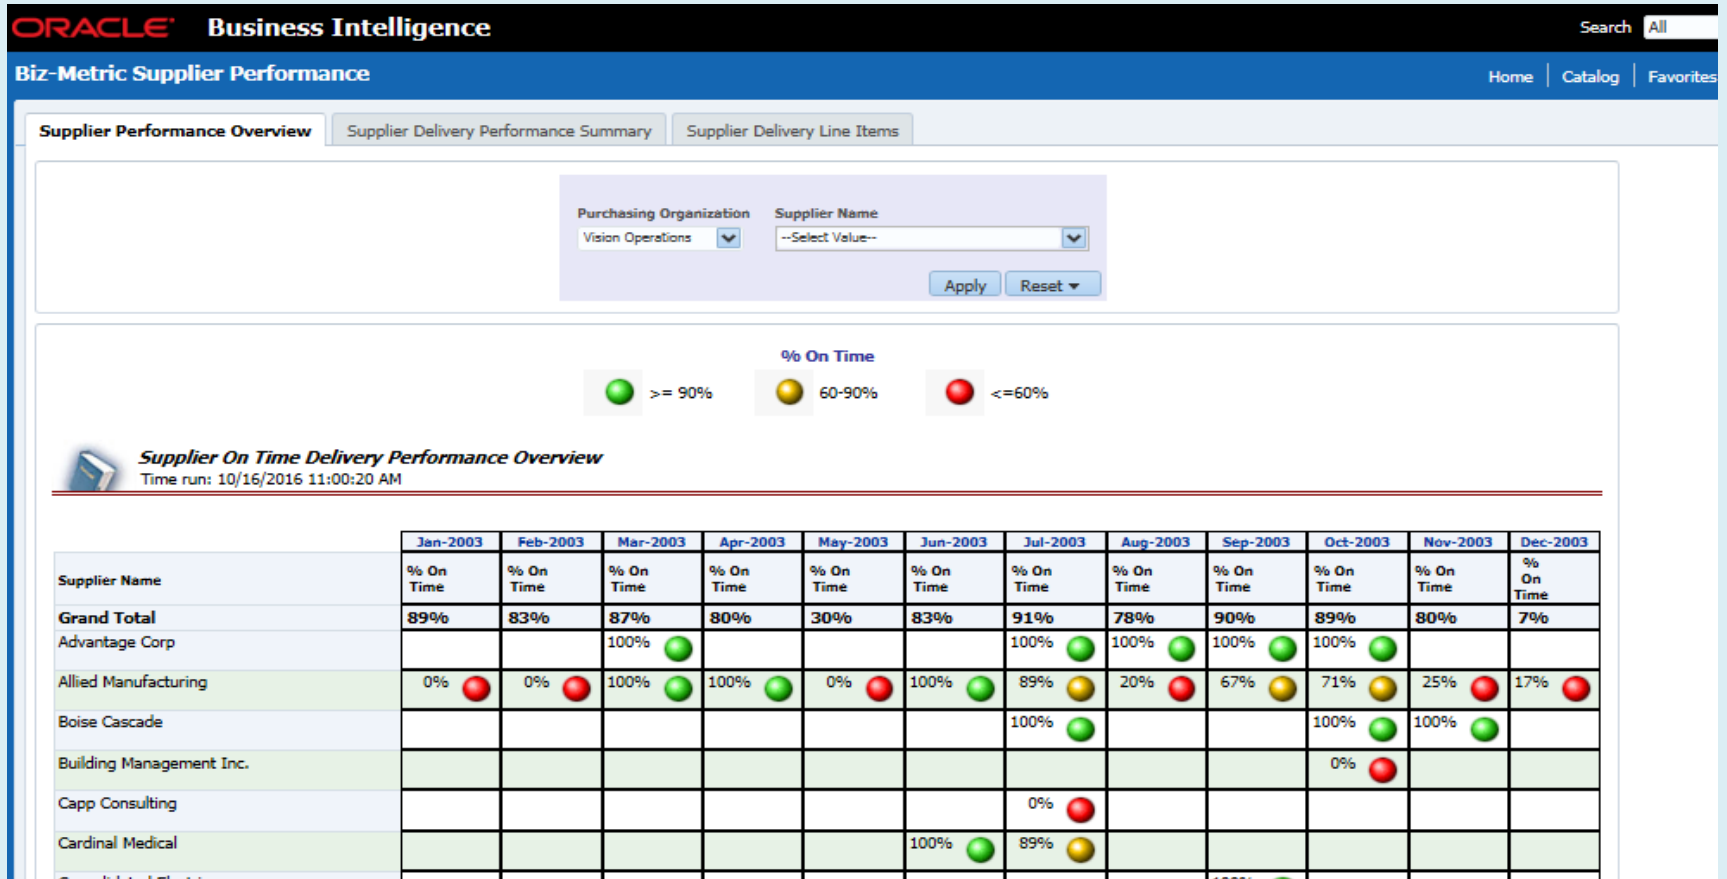 ORACLE Business Intelligence Search All
Biz-Metric Supplier Performance Home Catalog Favorites
Supplier Performance Overview Supplier Delivery Performance Summary Supplier Delivery Line Items
Purchasing Organization Supplier Name
Vision Operations --Select Value--
Apply Reset
% On Time
>= 90% 60-90% <=60%
Supplier On Time Delivery Performance Overview
Time run: 10/16/2016 11:00:20 AM
Jan-2003 Feb-2003 Mar-2003 Apr-2003 May-2003 Jun-2003 Jul-2003 Aug-2003 Sep-2003 Oct-2003 Nov-2003 Dec-2003
Supplier Name % On Time % On Time % On Time % On Time % On Time % On Time % On Time % On Time % On Time % On Time % On Time % On Time
Grand Total 89% 83% 87% 80% 30% 83% 91% 78% 90% 89% 80% 7%
Advantage Corp 100% 100% 100% 100% 100%
Allied Manufacturing 0% 0% 100% 100% 0% 100% 89% 20% 67% 71% 25% 17%
Boise Cascade 100% 100% 100%
Building Management Inc. 0%
Capp Consulting 0%
Cardinal Medical 100% 89%